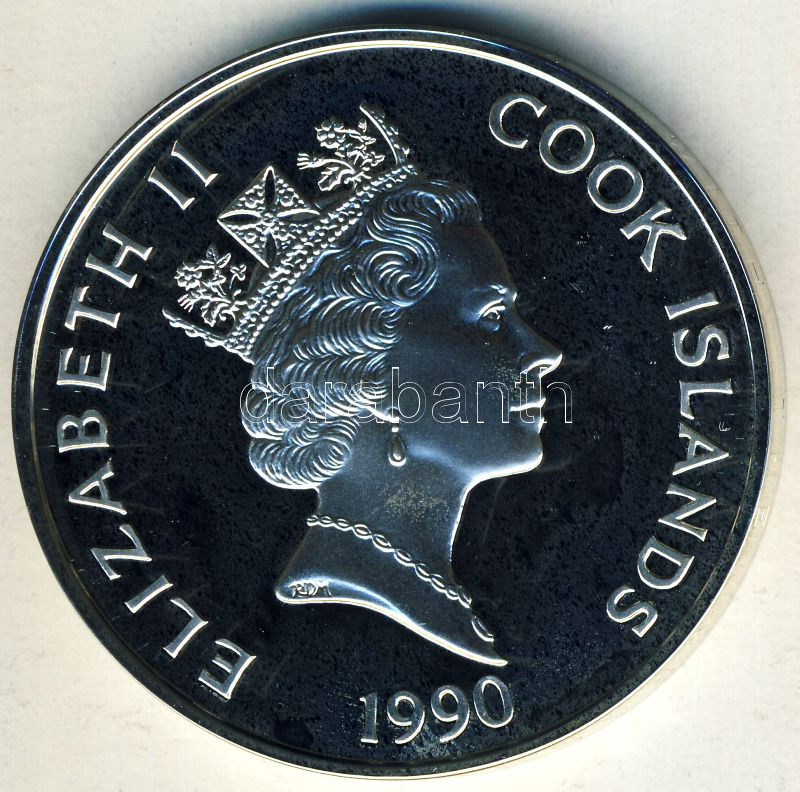 ELIZABETH II
COOK ISLANDS
darabanth
RDM
1990